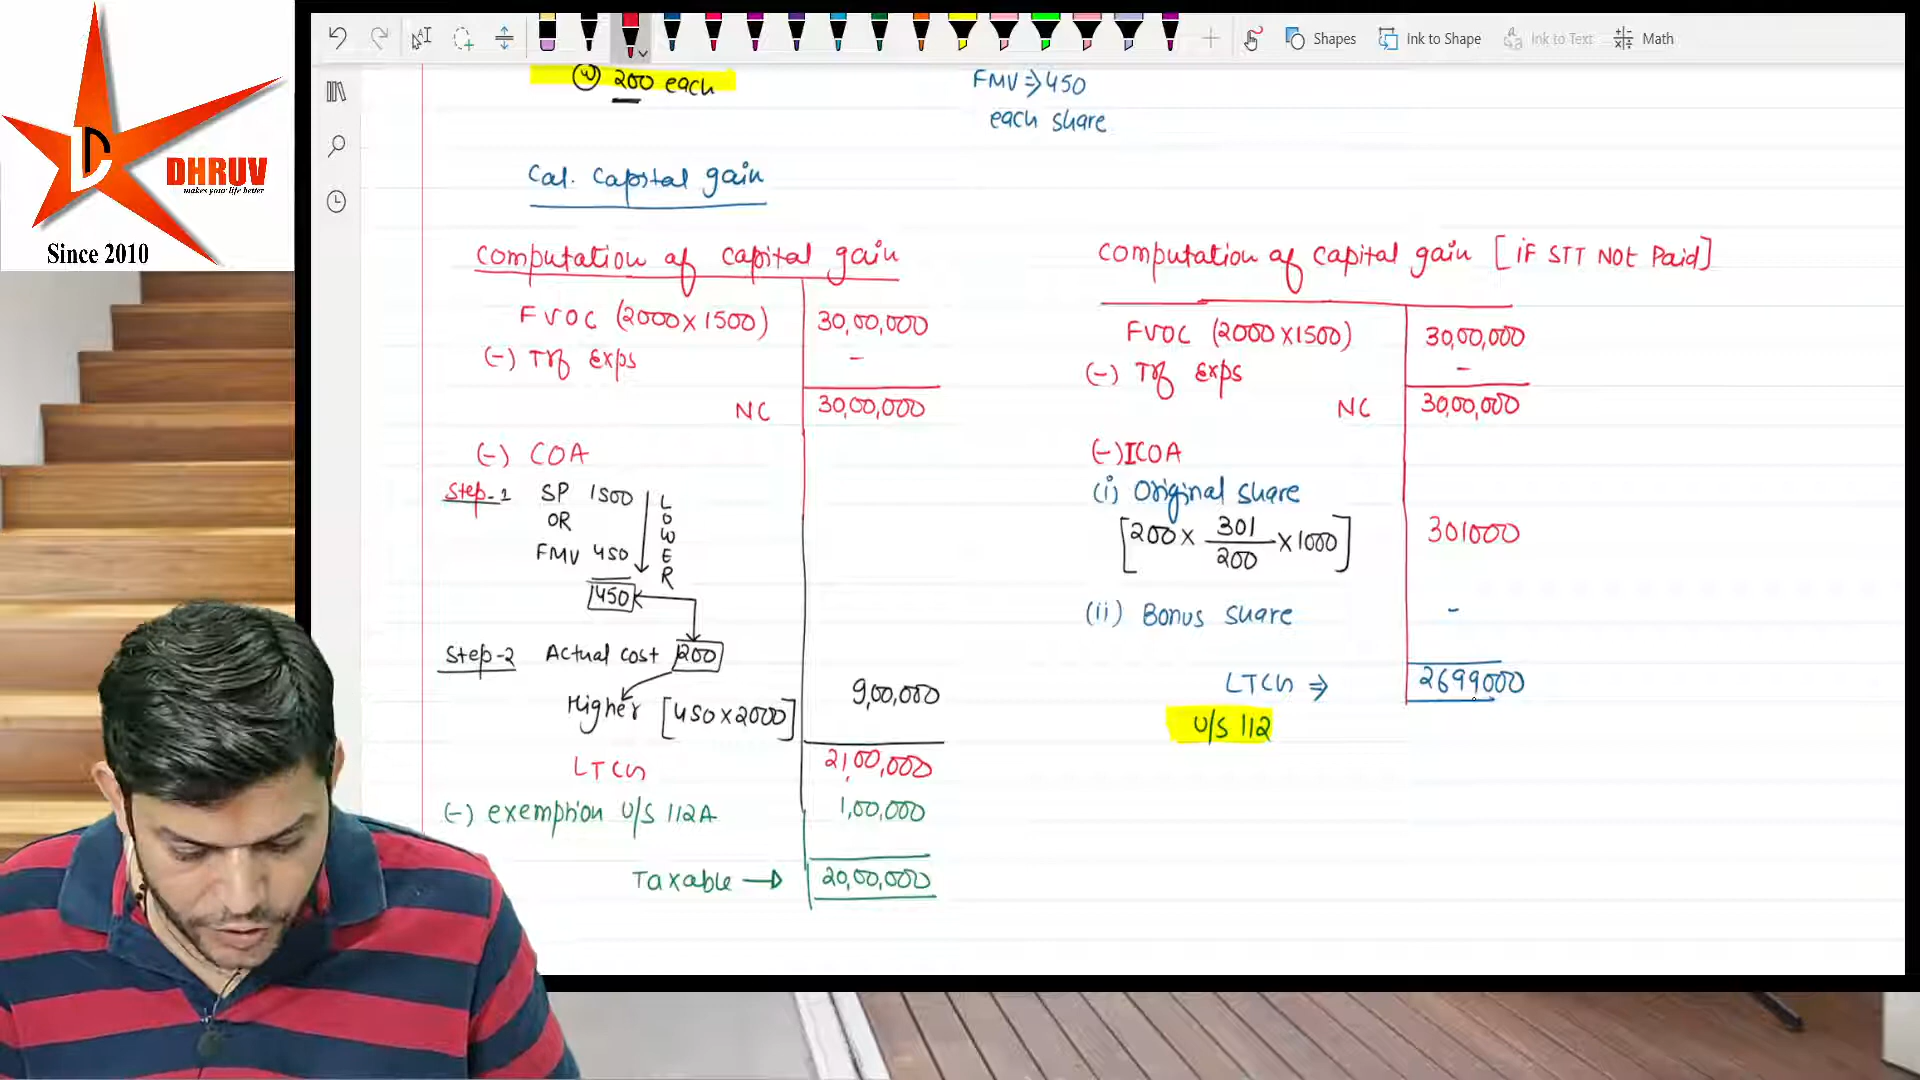 DC
DHRUV
makes your life better
Since 2010
Shapes
Ink to Shape
Ink to Text
Math
200 each
FMV ⇒ 450
each share
Cal. Capital gain
Computation of Capital gain
FVOC (2000 x 1500) 30,00,000
(-) Trf Exps -
NC 30,00,000
(-) COA
Step-1 SP 1500
OR
FMV 450
LOWER
450
Step-2 Actual cost 200
Higher [450 x 2000] 9,00,000
LTCG 21,00,000
(-) exemption U/S 112A 1,00,000
Taxable → 20,00,000
Computation of Capital gain [if STT NOT Paid]
FVOC (2000 x 1500) 30,00,000
(-) Trf Exps -
NC 30,00,000
(-) ICOA
(i) Original share
[200 x 301/200 x 1000] 301000
(ii) Bonus share -
LTCG ⇒ 2699000
U/S 112